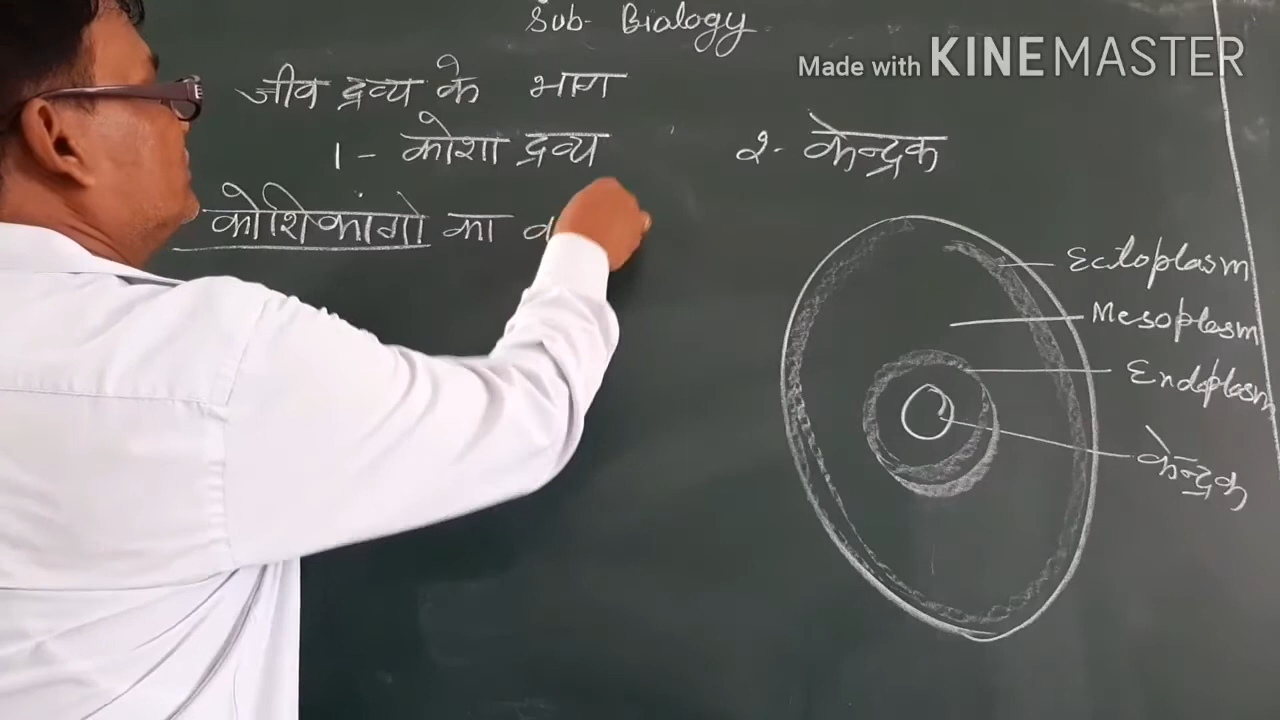 Sub- Biology
Made with KINEMASTER
जीव द्रव्य के भाग
1- कोशा द्रव्य
2- केन्द्रक
कोशिकांगो का व
Ectoplasm
Mesoplasm
Endoplasm
केन्द्रक